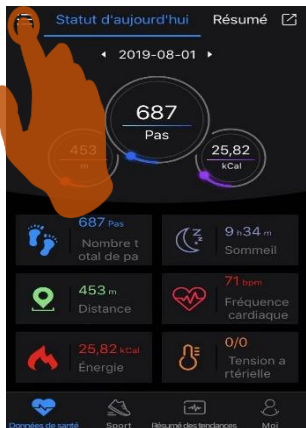 Statut d'aujourd'hui Résumé
2019-08-01
687
Pas
453
m
25,82
kCal
687 Pas
Nombre t
otal de pa
9 h 34 m
Sommeil
453 m
Distance
71 bpm
Fréquence
cardiaque
25,82 kCal
Énergie
0/0
Tension a
rtérielle
Données de santé Sport Résumé des tendances Moi